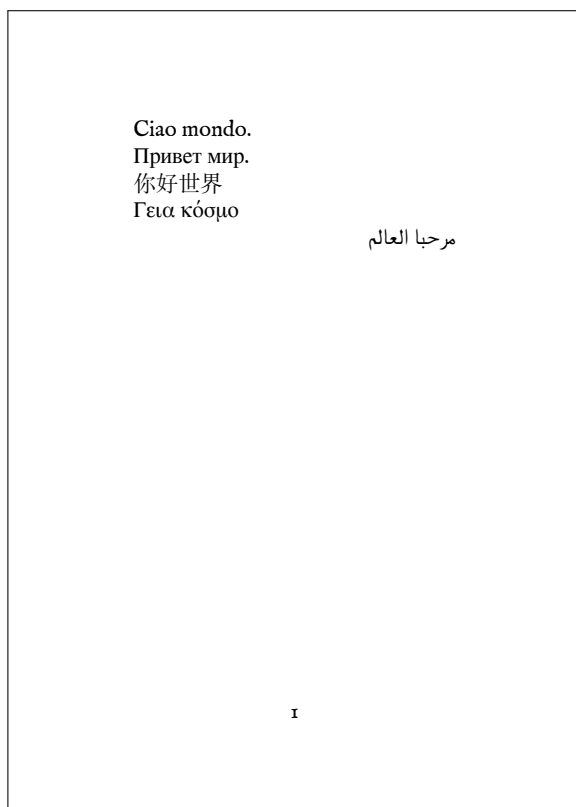 Ciao mondo.
Привет мир.
你好世界
Γεια κόσμο
مرحبا العالم
1